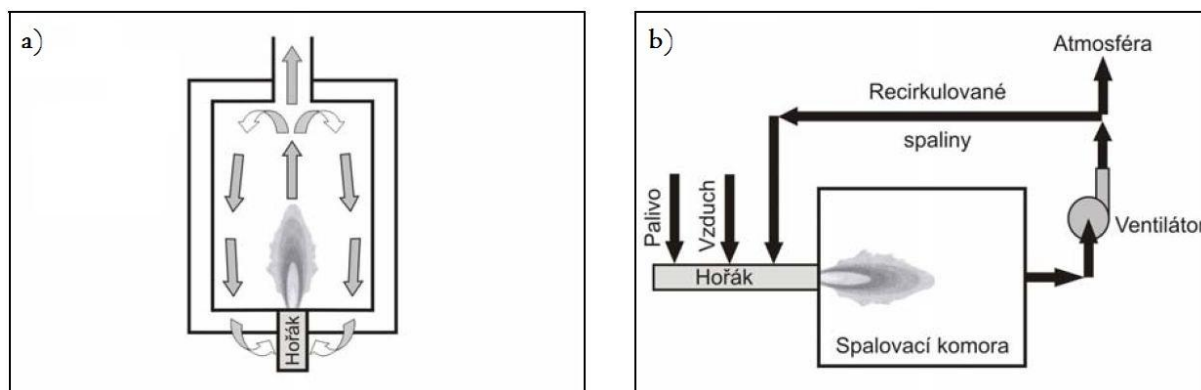 a)
Hořák
b)
Atmosféra
Recirkulované
spaliny
Palivo
Vzduch
Ventilátor
Hořák
Spalovací komora